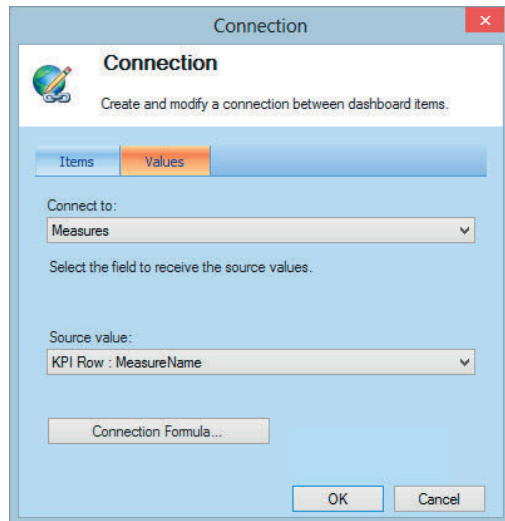 Connection
Connection
Create and modify a connection between dashboard items.
Items Values
Connect to:
Measures
Select the field to receive the source values.
Source value:
KPI Row : MeasureName
Connection Formula...
OK Cancel